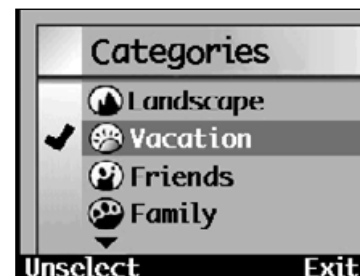 Categories
Landscape
Vacation
Friends
Family
Unselect Exit